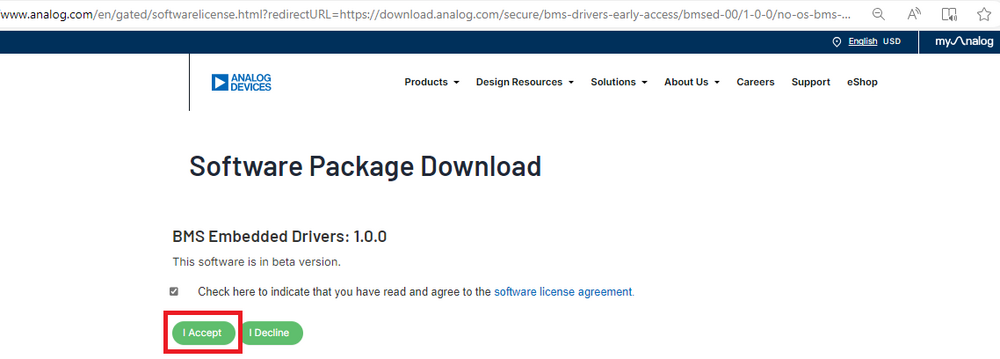 www.analog.com/en/gated/softwarelicense.html?redirectURL=https://download.analog.com/secure/bms-drivers-early-access/bmsed-00/1-0-0/no-os-bms-...
English USD myAnalog
ANALOG DEVICES Products Design Resources Solutions About Us Careers Support eShop
Software Package Download
BMS Embedded Drivers: 1.0.0
This software is in beta version.
Check here to indicate that you have read and agree to the software license agreement.
I Accept I Decline